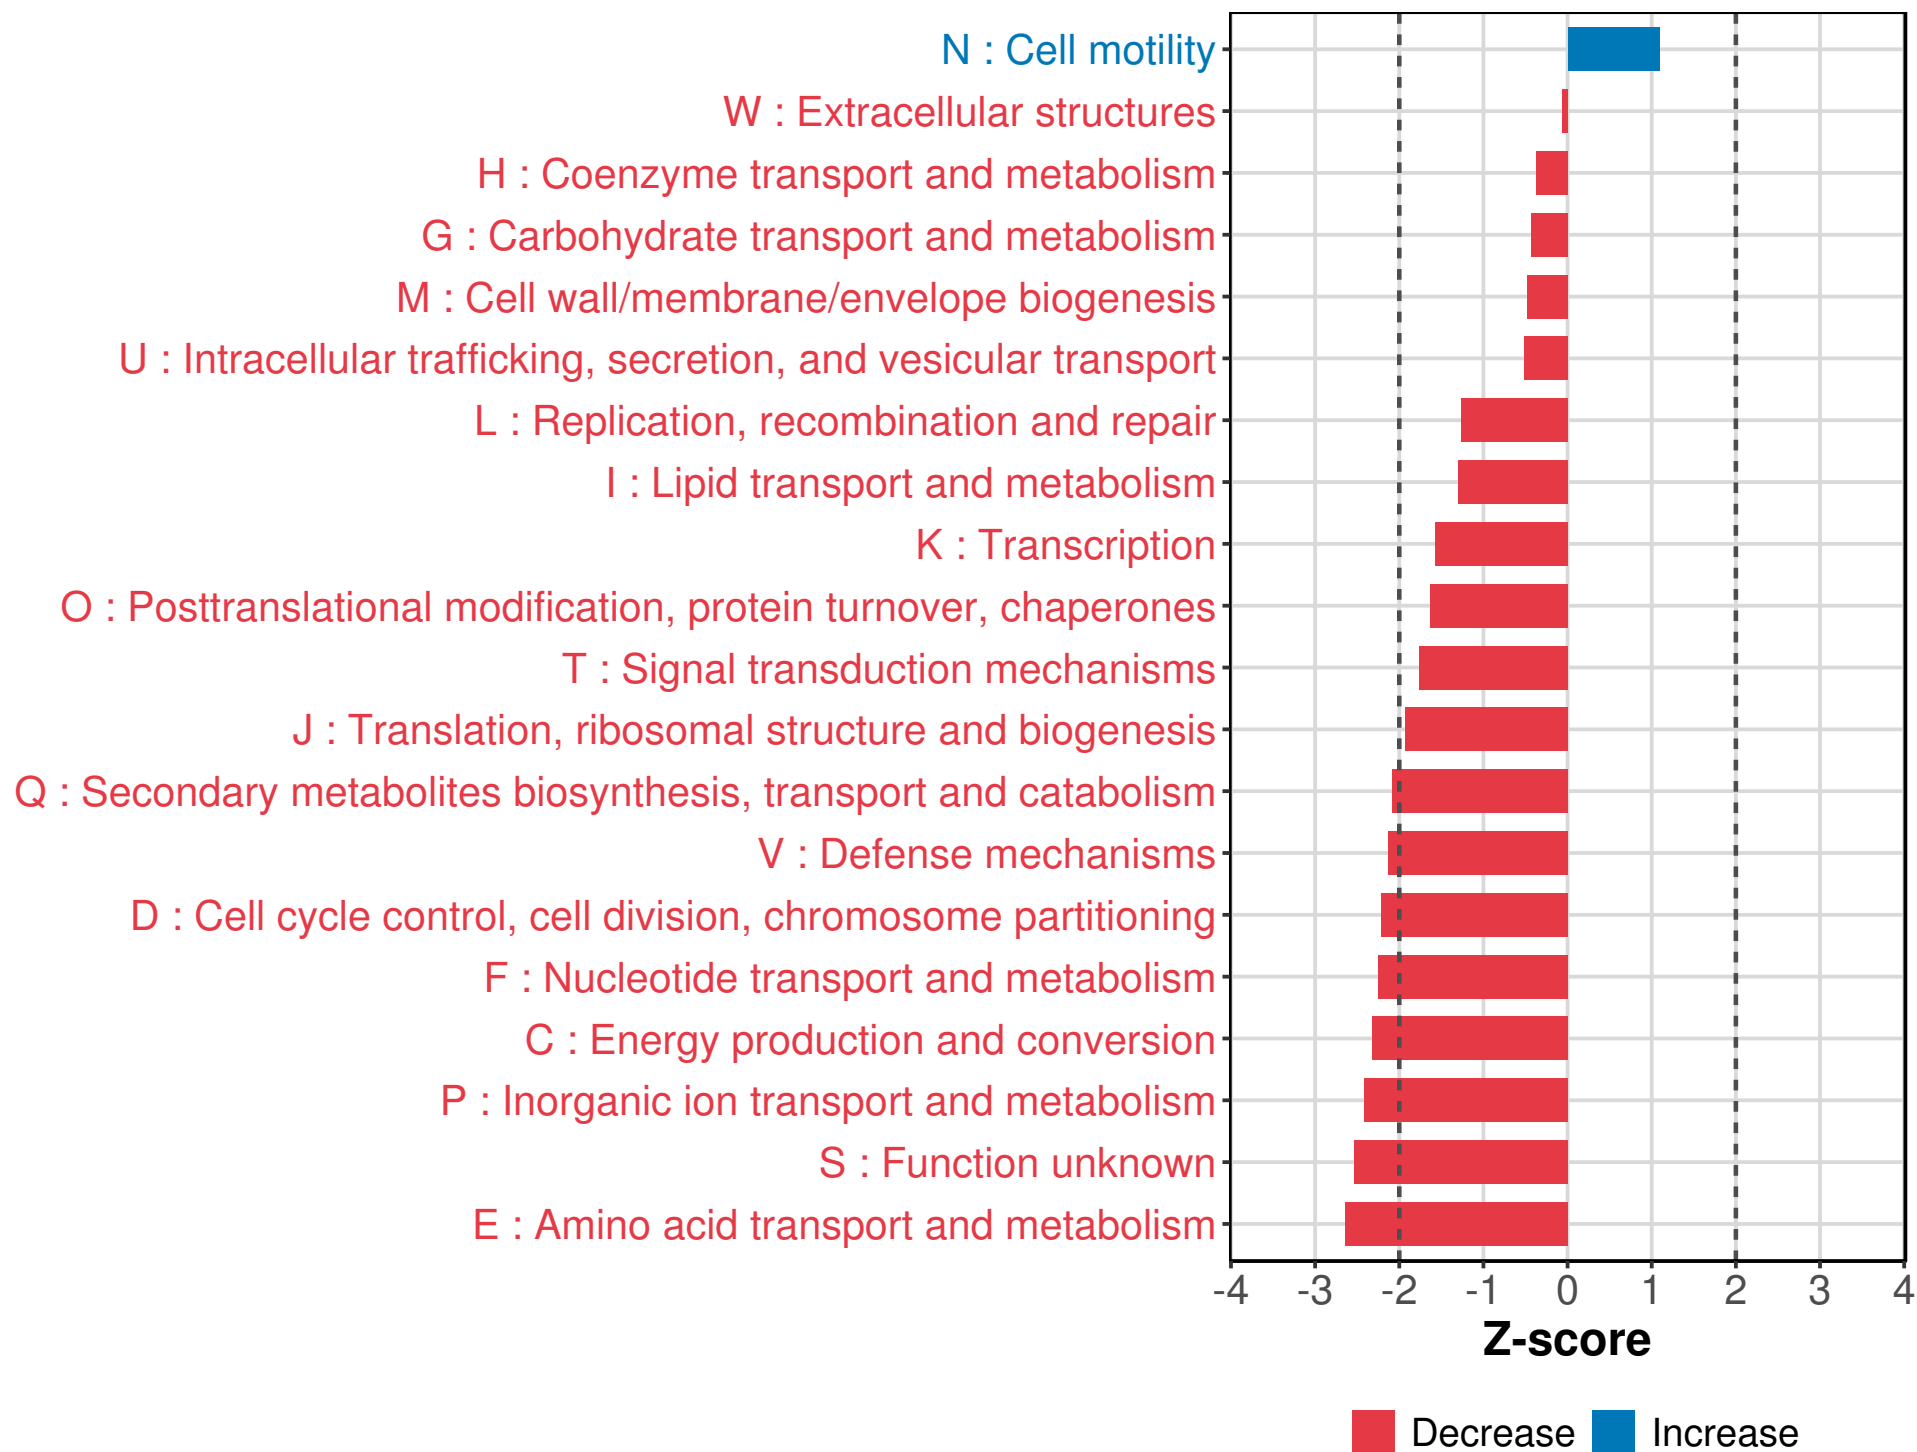 N : Cell motility
W : Extracellular structures
H : Coenzyme transport and metabolism
G : Carbohydrate transport and metabolism
M : Cell wall/membrane/envelope biogenesis
U : Intracellular trafficking, secretion, and vesicular transport
L : Replication, recombination and repair
I : Lipid transport and metabolism
K : Transcription
O : Posttranslational modification, protein turnover, chaperones
T : Signal transduction mechanisms
J : Translation, ribosomal structure and biogenesis
Q : Secondary metabolites biosynthesis, transport and catabolism
V : Defense mechanisms
D : Cell cycle control, cell division, chromosome partitioning
F : Nucleotide transport and metabolism
C : Energy production and conversion
P : Inorganic ion transport and metabolism
S : Function unknown
E : Amino acid transport and metabolism
-4 -3 -2 -1 0 1 2 3 4
Z-score
Decrease Increase